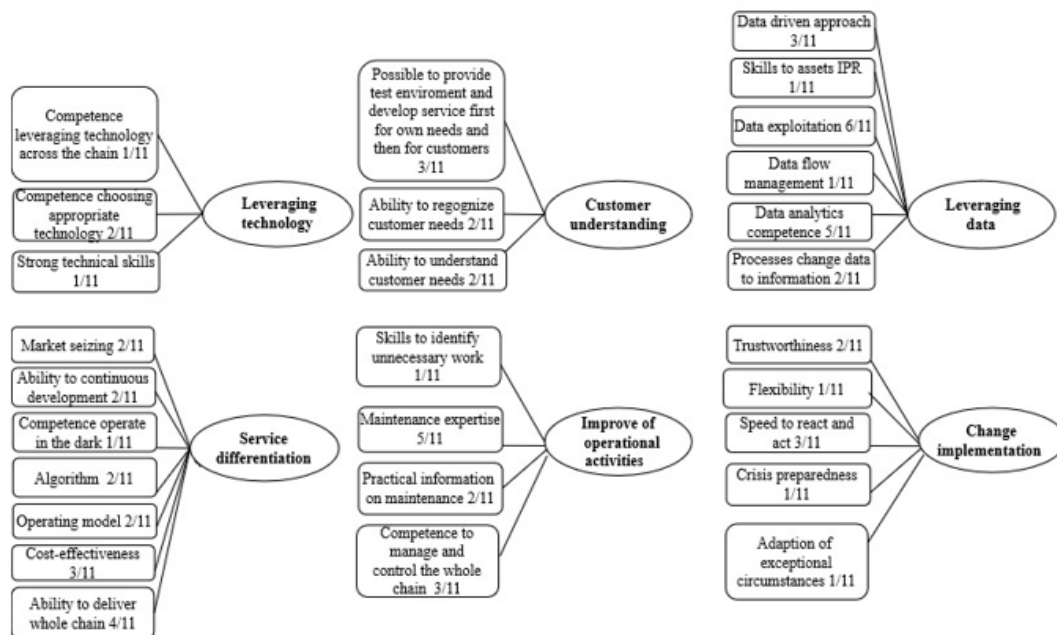 Competence
leveraging technology
across the chain 1/11
Competence choosing
appropriate
technology 2/11
Strong technical skills
1/11
Leveraging
technology
Possible to provide
test enviroment and
develop service first
for own needs and
then for customers
3/11
Ability to regognize
customer needs 2/11
Ability to understand
customer needs 2/11
Customer
understanding
Data driven approach
3/11
Skills to assets IPR
1/11
Data exploitation 6/11
Data flow
management 1/11
Data analytics
competence 5/11
Processes change data
to information 2/11
Leveraging
data
Market seizing 2/11
Ability to continuous
development 2/11
Competence operate
in the dark 1/11
Algorithm 2/11
Operating model 2/11
Cost-effectiveness
3/11
Ability to deliver
whole chain 4/11
Service
differentiation
Skills to identify
unnecessary work
1/11
Maintenance expertise
5/11
Practical information
on maintenance 2/11
Competence to
manage and
control the whole
chain 3/11
Improve of
operational
activities
Trustworthiness 2/11
Flexibility 1/11
Speed to react and
act 3/11
Crisis preparedness
1/11
Adaption of
exceptional
circumstances 1/11
Change
implementation